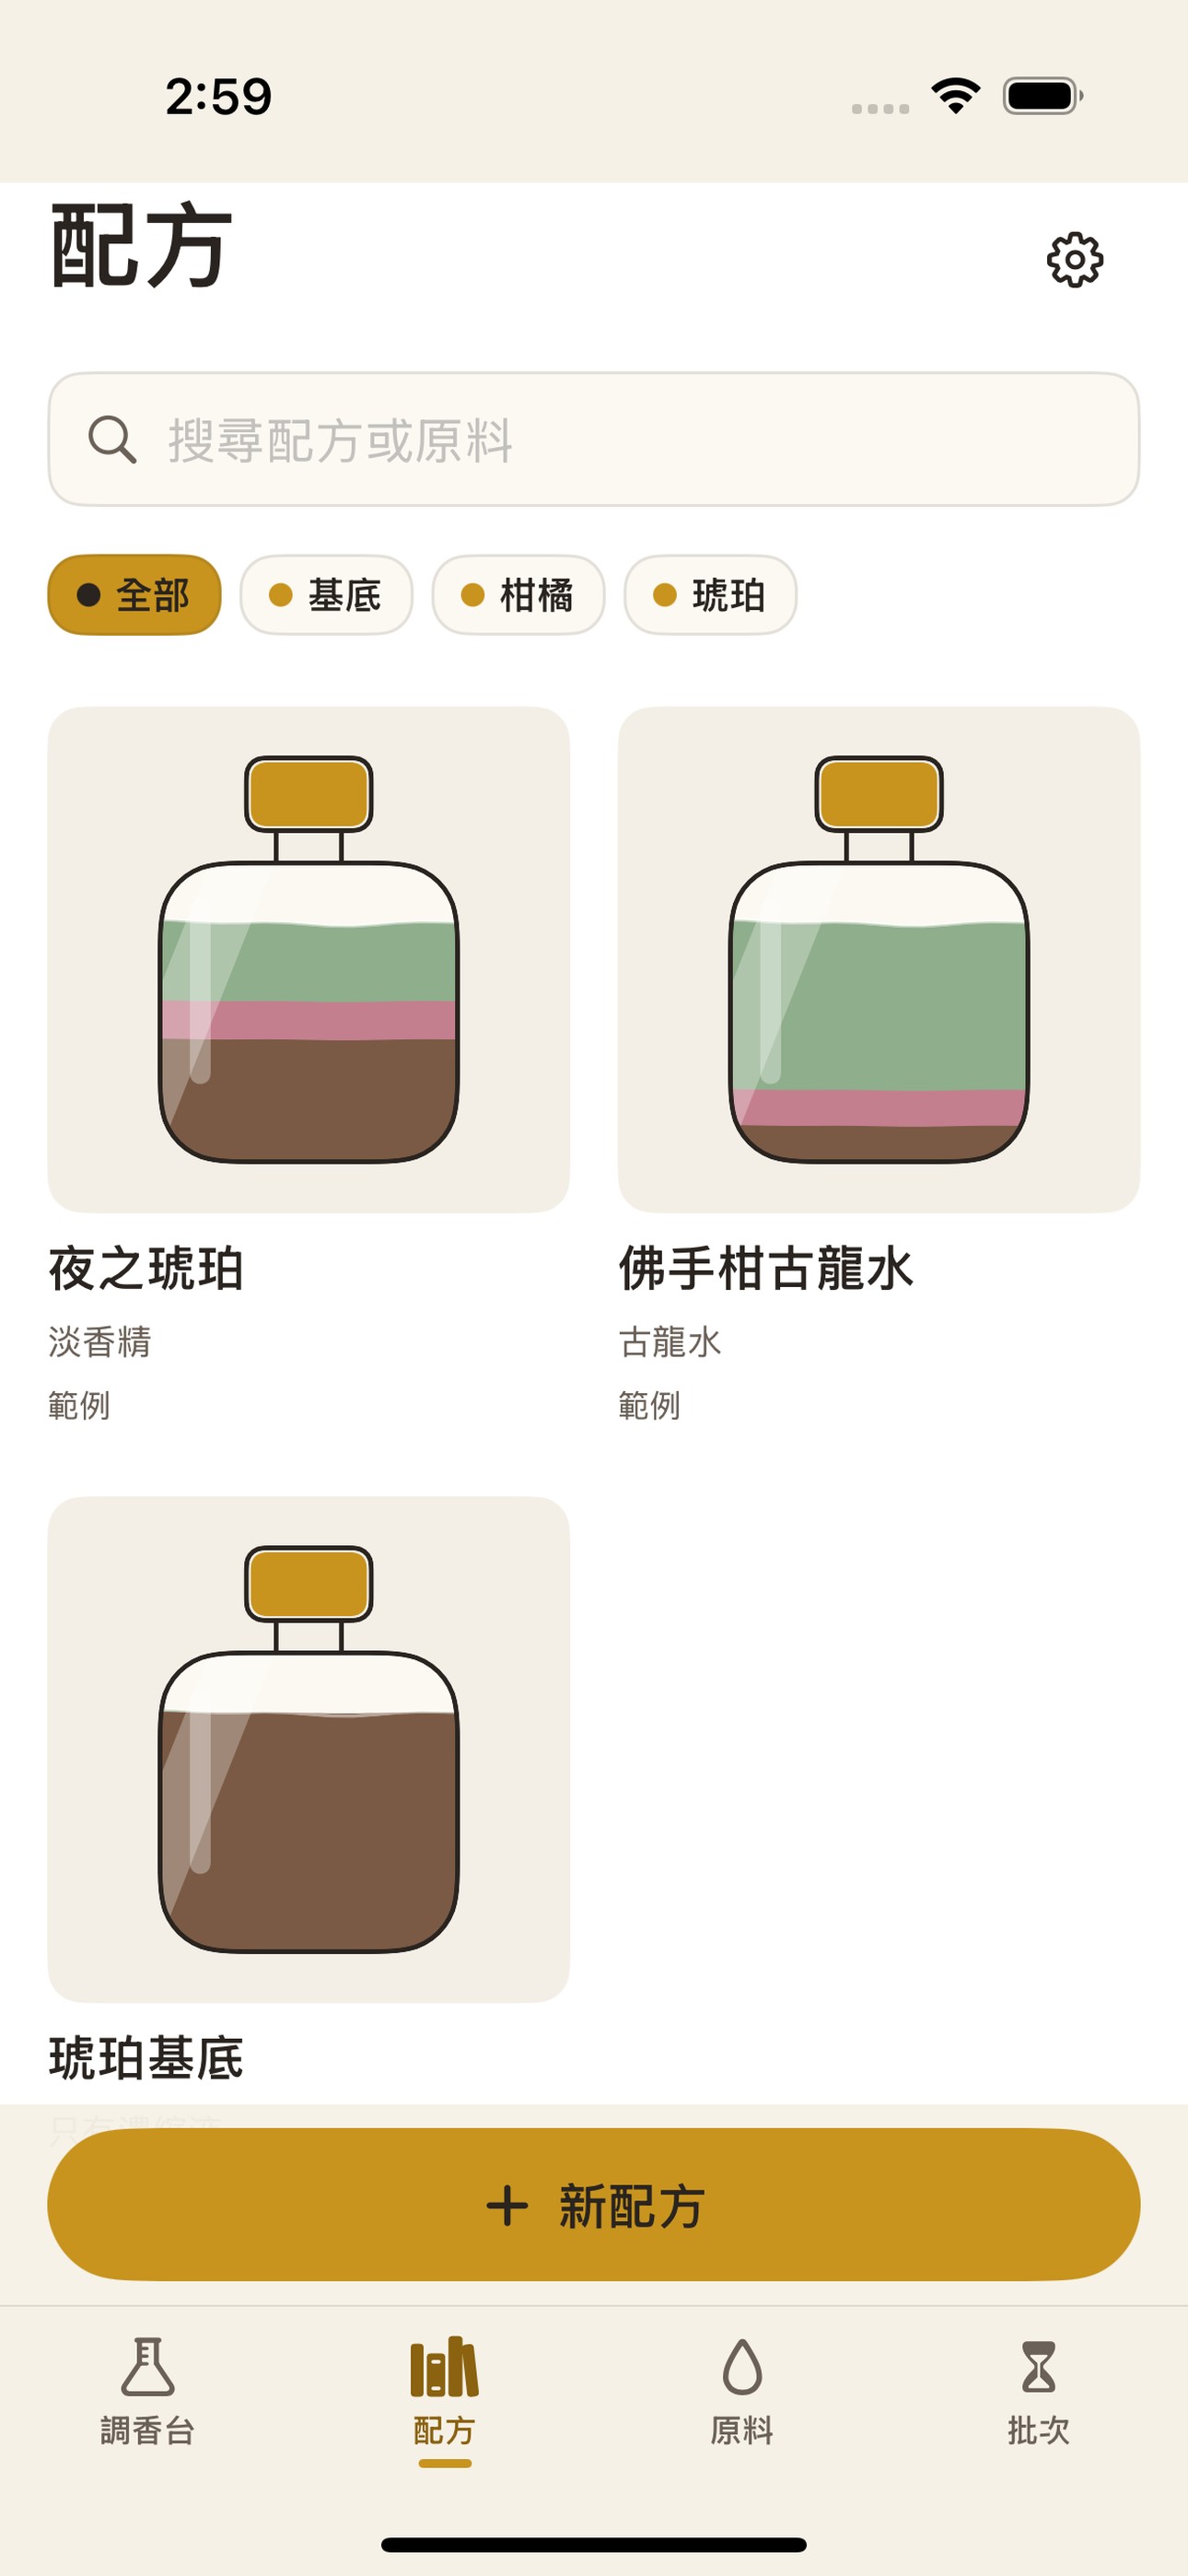 2:59
配方
搜尋配方或原料
全部
基底
柑橘
琥珀
夜之琥珀
佛手柑古龍水
淡香精
古龍水
範例
範例
琥珀基底
新配方
調香台
配方
原料
批次